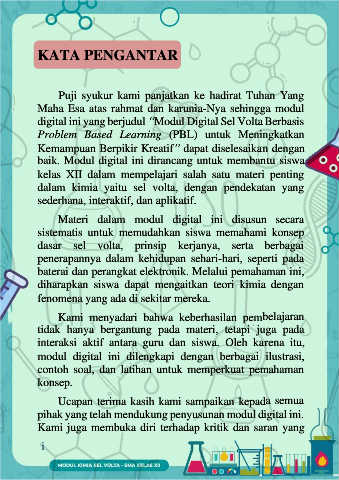 KATA PENGANTAR
Puji syukur kami panjatkan ke hadirat Tuhan Yang
Maha Esa atas rahmat dan karunia-Nya sehingga modul
digital ini yang berjudul "Modul Digital Sel Volta Berbasis
Problem Based Learning (PBL) untuk Meningkatkan
Kemampuan Berpikir Kreatif" dapat diselesaikan dengan
baik. Modul digital ini dirancang untuk membantu siswa
kelas XII dalam mempelajari salah satu materi penting
dalam kimia yaitu sel volta, dengan pendekatan yang
sederhana, interaktif, dan aplikatif.
Materi dalam modul digital ini disusun secara
sistematis untuk memudahkan siswa memahami konsep
dasar sel volta, prinsip kerjanya, serta berbagai
penerapannya dalam kehidupan sehari-hari, seperti pada
baterai dan perangkat elektronik. Melalui pemahaman ini,
diharapkan siswa dapat mengaitkan teori kimia dengan
fenomena yang ada di sekitar mereka.
Kami menyadari bahwa keberhasilan pembelajaran
tidak hanya bergantung pada materi, tetapi juga pada
interaksi aktif antara guru dan siswa. Oleh karena itu,
modul digital ini dilengkapi dengan berbagai ilustrasi,
contoh soal, dan latihan untuk memperkuat pemahaman
konsep.
Ucapan terima kasih kami sampaikan kepada semua
pihak yang telah mendukung penyusunan modul digital ini.
Kami juga membuka diri terhadap kritik dan saran yang
i
MODUL KIMIA SEL VOLTA - SMA KELAS XII